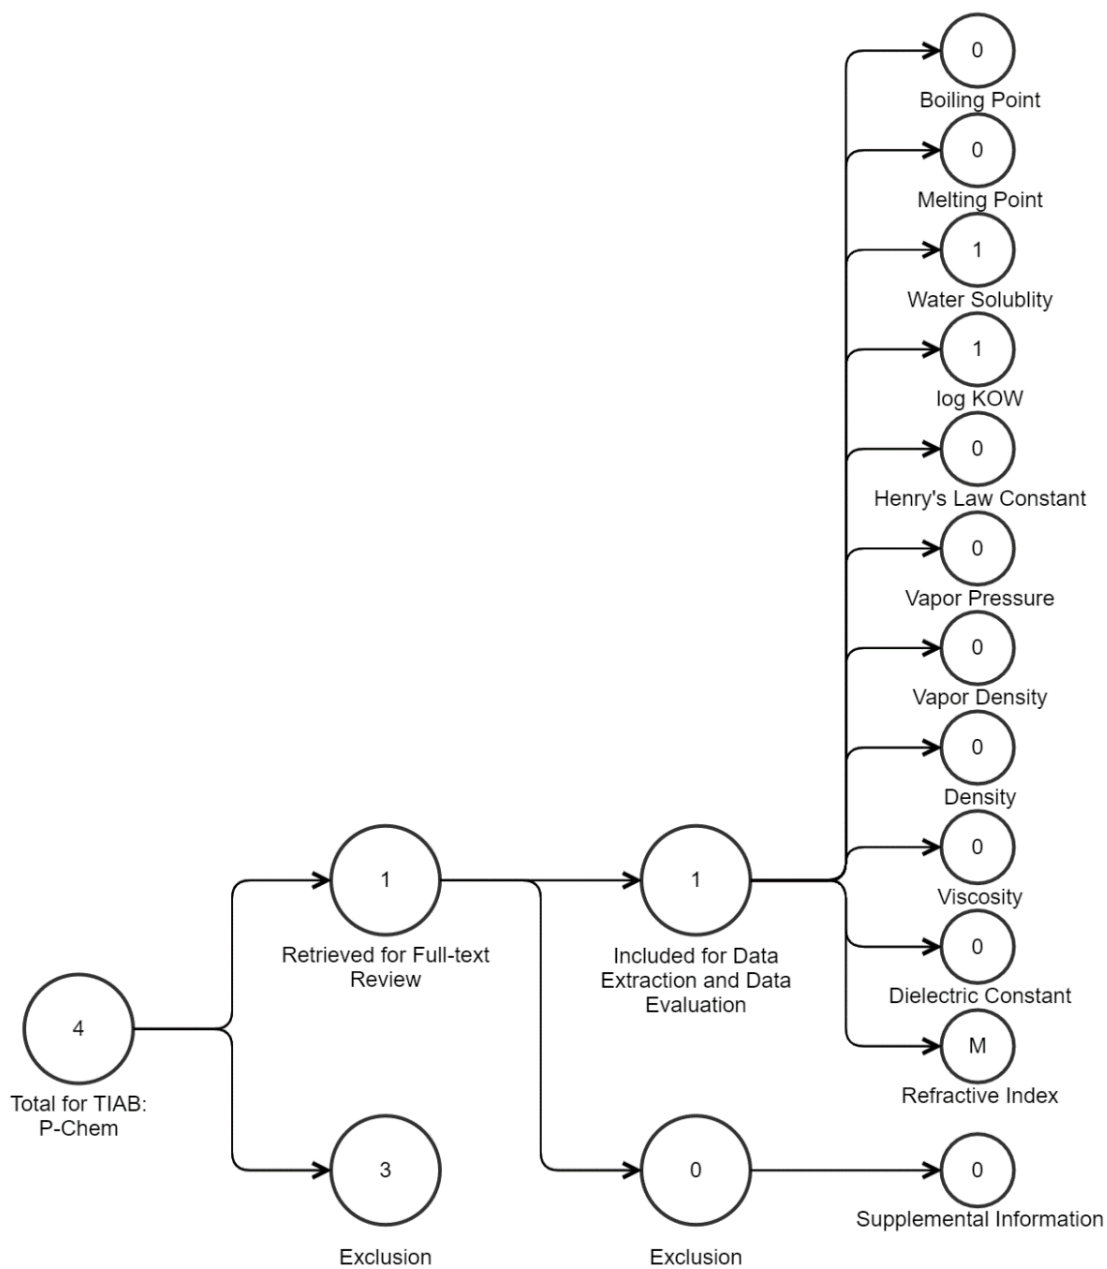 0
Boiling Point
0
Melting Point
1
Water Solublity
1
log KOW
0
Henry's Law Constant
0
Vapor Pressure
0
Vapor Density
0
Density
0
Viscosity
0
Dielectric Constant
M
Refractive Index
1
Retrieved for Full-text
Review
1
Included for Data
Extraction and Data
Evaluation
4
Total for TIAB:
P-Chem
3
Exclusion
0
Exclusion
0
Supplemental Information